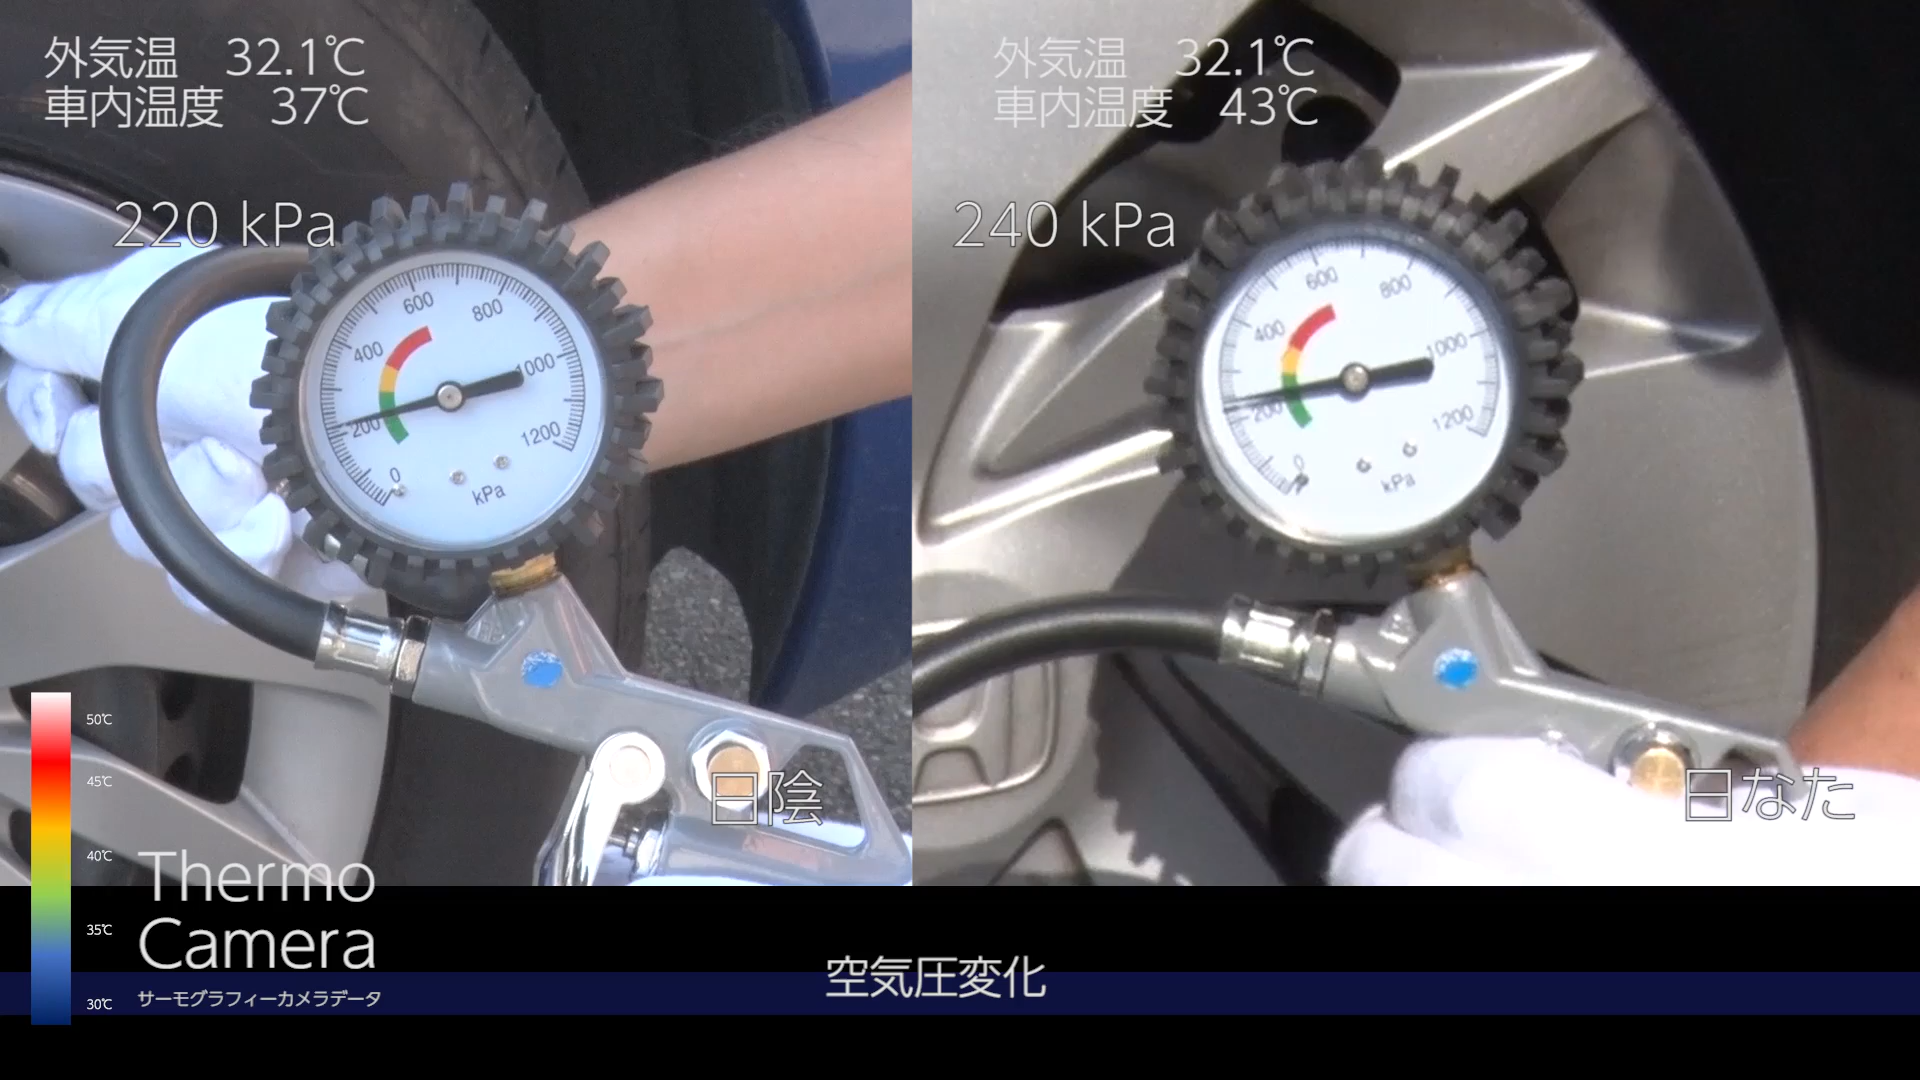 外気温 32.1℃
車内温度 37℃
220 kPa
0
200
400
600
800
1000
1200
kPa
日陰
外気温 32.1℃
車内温度 43℃
240 kPa
0
200
400
600
800
1000
1200
kPa
日なた
50℃
45℃
40℃
35℃
30℃
Thermo
Camera
サーモグラフィーカメラデータ
空気圧変化